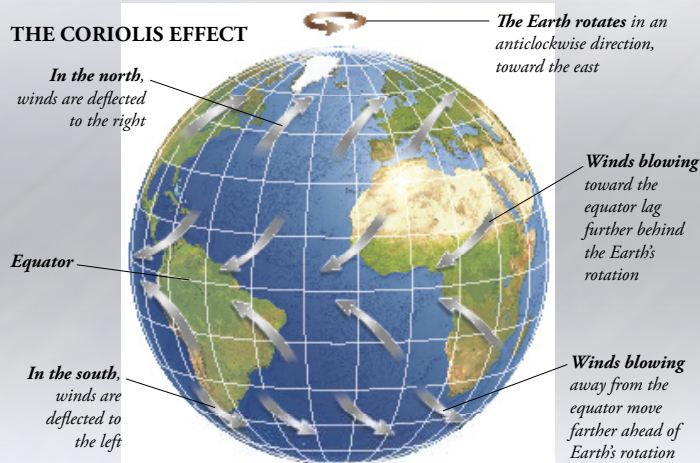 THE CORIOLIS EFFECT
The Earth rotates in an
anticlockwise direction,
toward the east
In the north,
winds are deflected
to the right
Winds blowing
toward the
equator lag
further behind
the Earth's
rotation
Equator
In the south,
winds are
deflected to
the left
Winds blowing
away from the
equator move
farther ahead of
Earth's rotation